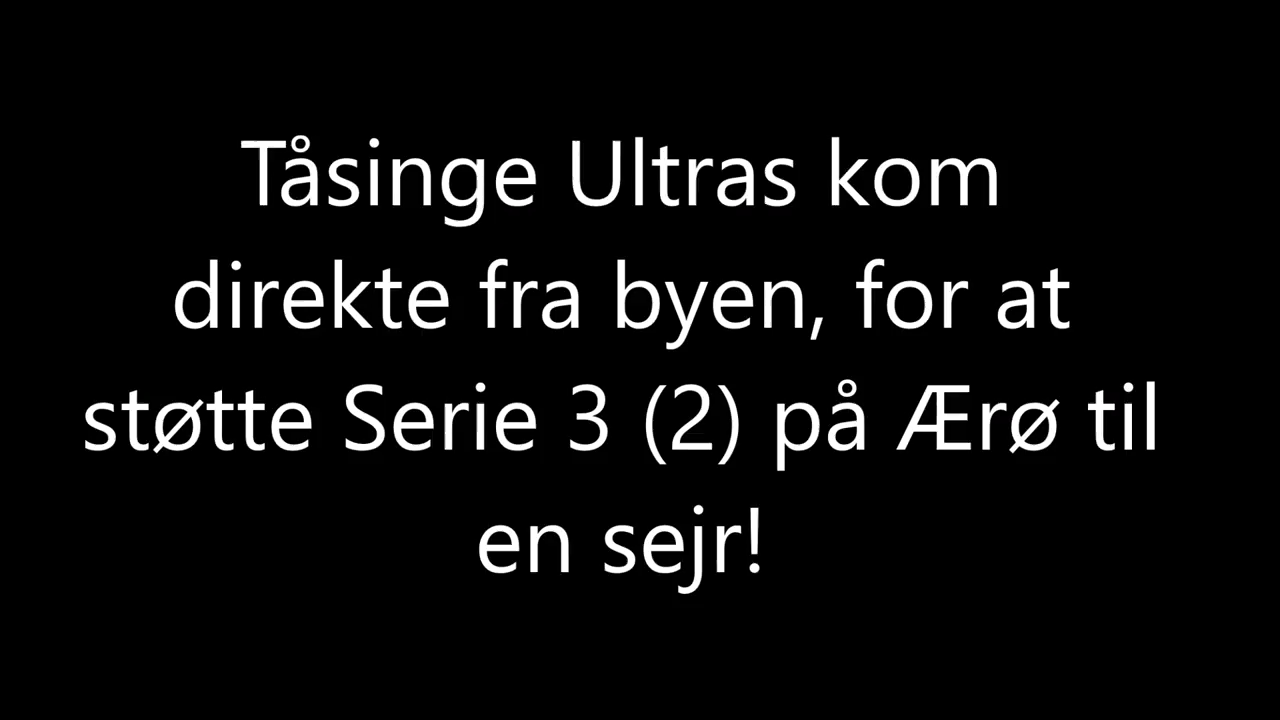 Tåsinge Ultras kom
direkte fra byen, for at
støtte Serie 3 (2) på Ærø til
en sejr!